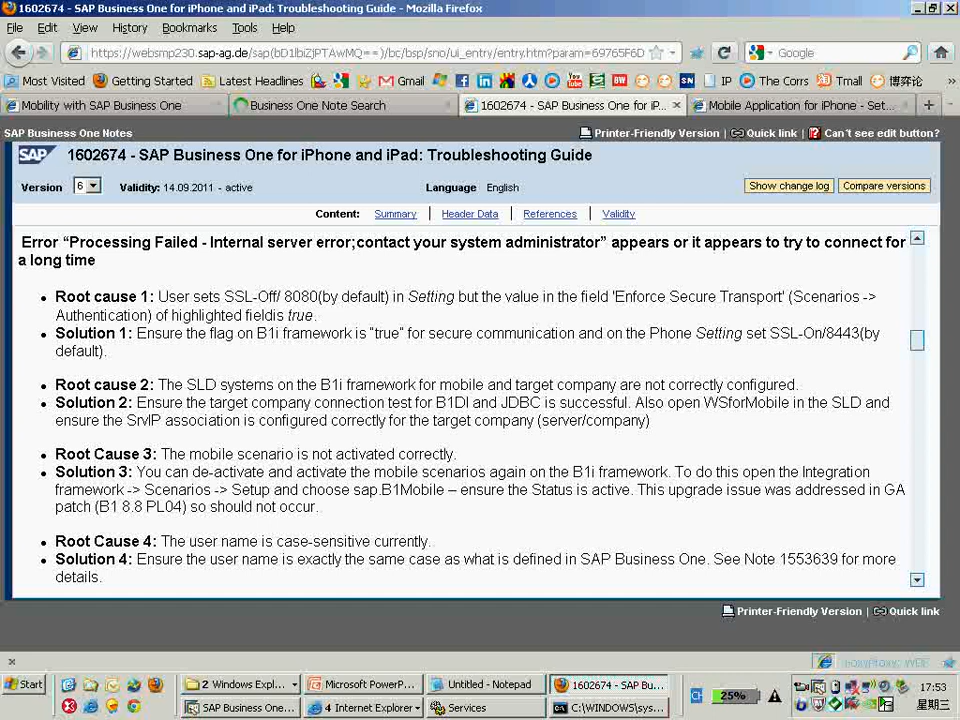 1602674 - SAP Business One for iPhone and iPad: Troubleshooting Guide - Mozilla Firefox
File Edit View History Bookmarks Tools Help
https://websmp230.sap-ag.de/sap(bD1lbiZjPTAwMQ==)/bc/bsp/sno/ui_entry/entry.htm?param=69765F6D
Google
Most Visited Getting Started Latest Headlines Gmail IP The Corrs Tmall 博弈论 »
Mobility with SAP Business One Business One Note Search 1602674 - SAP Business One for iP... Mobile Application for iPhone - Set...
SAP Business One Notes Printer-Friendly Version | Quick link | Can't see edit button?
SAP 1602674 - SAP Business One for iPhone and iPad: Troubleshooting Guide
Version 6 Validity: 14.09.2011 - active Language English Show change log Compare versions
Content: Summary | Header Data | References | Validity
Error “Processing Failed - Internal server error;contact your system administrator” appears or it appears to try to connect for
a long time
• Root cause 1: User sets SSL-Off/ 8080(by default) in Setting but the value in the field 'Enforce Secure Transport' (Scenarios ->
Authentication) of highlighted fieldis true.
• Solution 1: Ensure the flag on B1i framework is “true” for secure communication and on the Phone Setting set SSL-On/8443(by
default).
• Root cause 2: The SLD systems on the B1i framework for mobile and target company are not correctly configured.
• Solution 2: Ensure the target company connection test for B1DI and JDBC is successful. Also open WSforMobile in the SLD and
ensure the SrvIP association is configured correctly for the target company (server/company)
• Root Cause 3: The mobile scenario is not activated correctly.
• Solution 3: You can de-activate and activate the mobile scenarios again on the B1i framework. To do this open the Integration
framework -> Scenarios -> Setup and choose sap.B1Mobile – ensure the Status is active. This upgrade issue was addressed in GA
patch (B1 8.8 PL04) so should not occur.
• Root Cause 4: The user name is case-sensitive currently.
• Solution 4: Ensure the user name is exactly the same case as what is defined in SAP Business One. See Note 1553639 for more
details.
Printer-Friendly Version | Quick link
Start 2 Windows Expl... Microsoft PowerP... Untitled - Notepad 1602674 - SAP Bu... 17:53
SAP Business One... 4 Internet Explorer Services C:\WINDOWS\sys... 25% 星期三